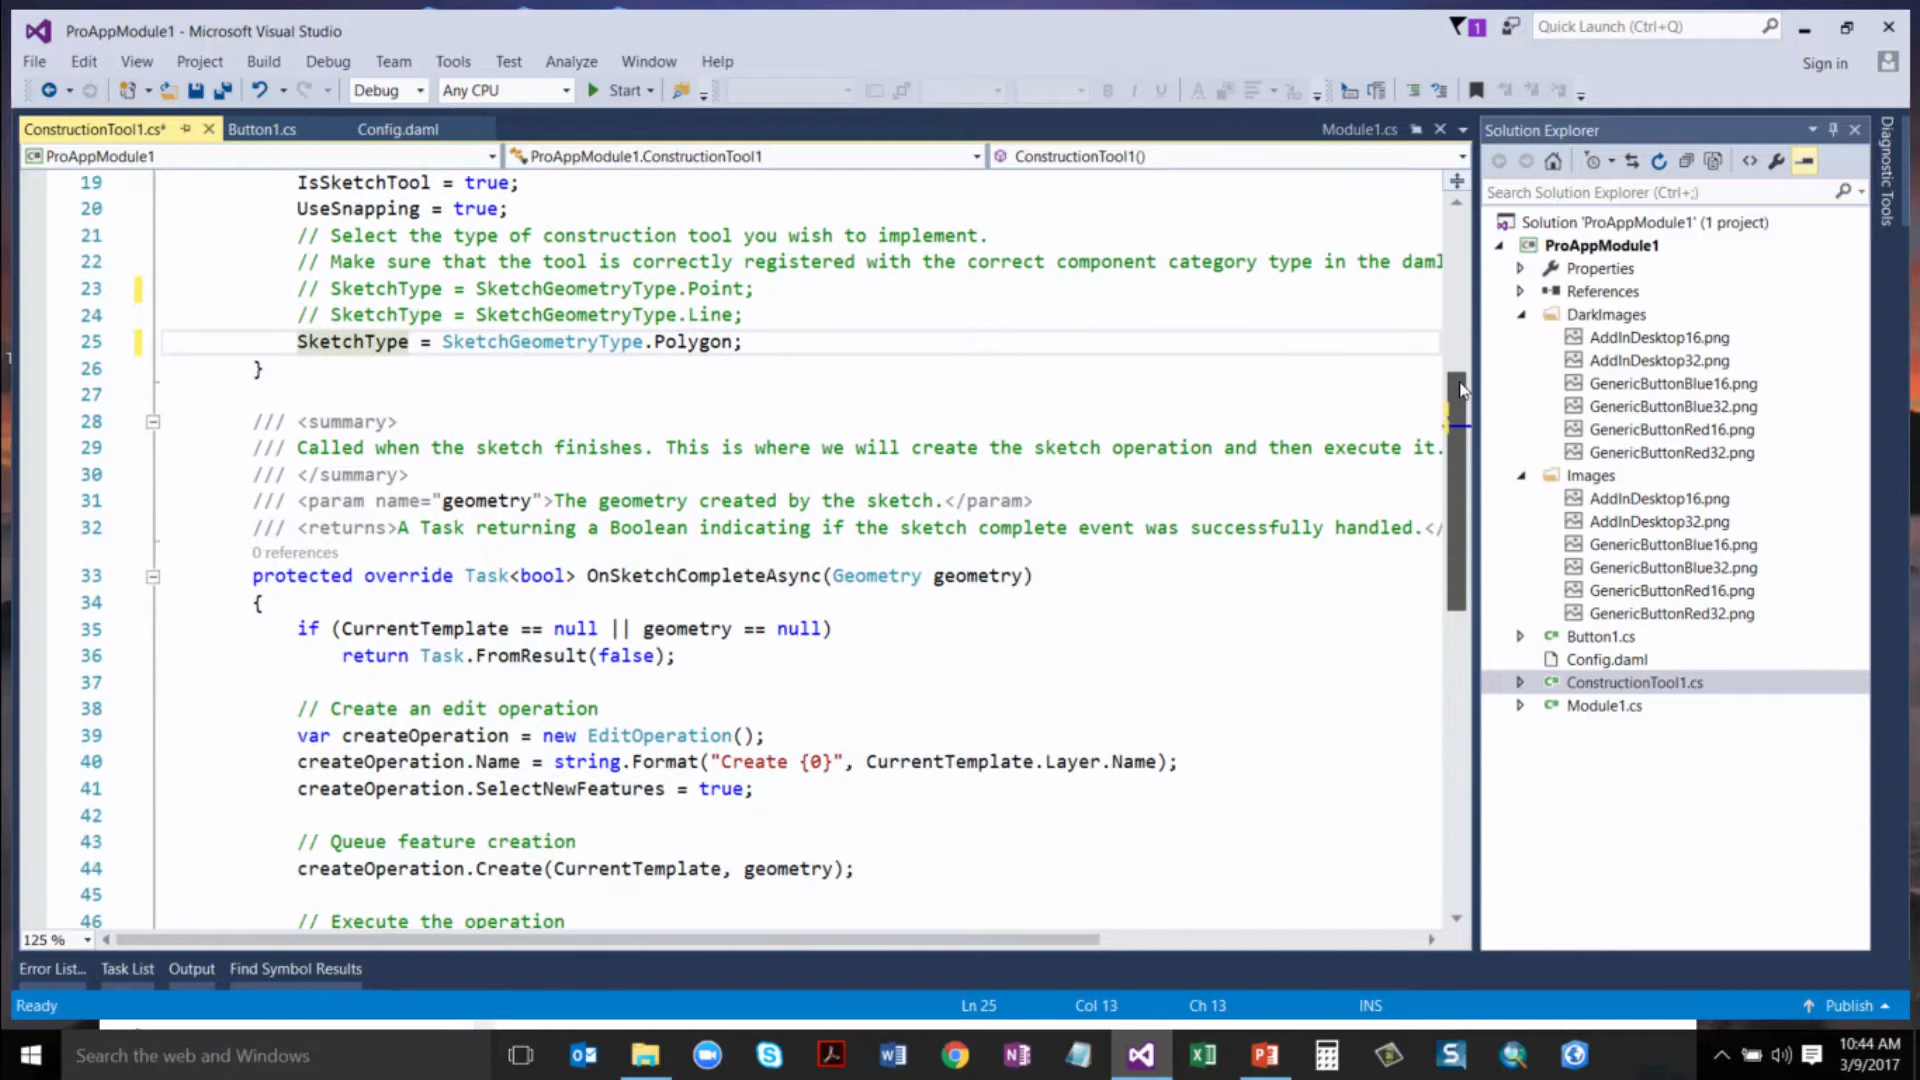 ProAppModule1 - Microsoft Visual Studio
1
Quick Launch (Ctrl+Q)
File Edit View Project Build Debug Team Tools Test Analyze Window Help
Sign in
Debug Any CPU Start
ConstructionTool1.cs* Button1.cs Config.daml Module1.cs
ProAppModule1 ProAppModule1.ConstructionTool1 ConstructionTool1()
19 IsSketchTool = true;
20 UseSnapping = true;
21 // Select the type of construction tool you wish to implement.
22 // Make sure that the tool is correctly registered with the correct component category type in the daml
23 // SketchType = SketchGeometryType.Point;
24 // SketchType = SketchGeometryType.Line;
25 SketchType = SketchGeometryType.Polygon;
26 }
27
28 /// <summary>
29 /// Called when the sketch finishes. This is where we will create the sketch operation and then execute it.
30 /// </summary>
31 /// <param name="geometry">The geometry created by the sketch.</param>
32 /// <returns>A Task returning a Boolean indicating if the sketch complete event was successfully handled.</
0 references
33 protected override Task<bool> OnSketchCompleteAsync(Geometry geometry)
34 {
35 if (CurrentTemplate == null || geometry == null)
36 return Task.FromResult(false);
37
38 // Create an edit operation
39 var createOperation = new EditOperation();
40 createOperation.Name = string.Format("Create {0}", CurrentTemplate.Layer.Name);
41 createOperation.SelectNewFeatures = true;
42
43 // Queue feature creation
44 createOperation.Create(CurrentTemplate, geometry);
45
46 // Execute the operation
125 %
Solution Explorer
Search Solution Explorer (Ctrl+;)
Solution 'ProAppModule1' (1 project)
ProAppModule1
Properties
References
DarkImages
AddInDesktop16.png
AddInDesktop32.png
GenericButtonBlue16.png
GenericButtonBlue32.png
GenericButtonRed16.png
GenericButtonRed32.png
Images
AddInDesktop16.png
AddInDesktop32.png
GenericButtonBlue16.png
GenericButtonBlue32.png
GenericButtonRed16.png
GenericButtonRed32.png
Button1.cs
Config.daml
ConstructionTool1.cs
Module1.cs
Diagnostic Tools
Error List... Task List Output Find Symbol Results
Ready Ln 25 Col 13 Ch 13 INS Publish
Search the web and Windows
10:44 AM
3/9/2017